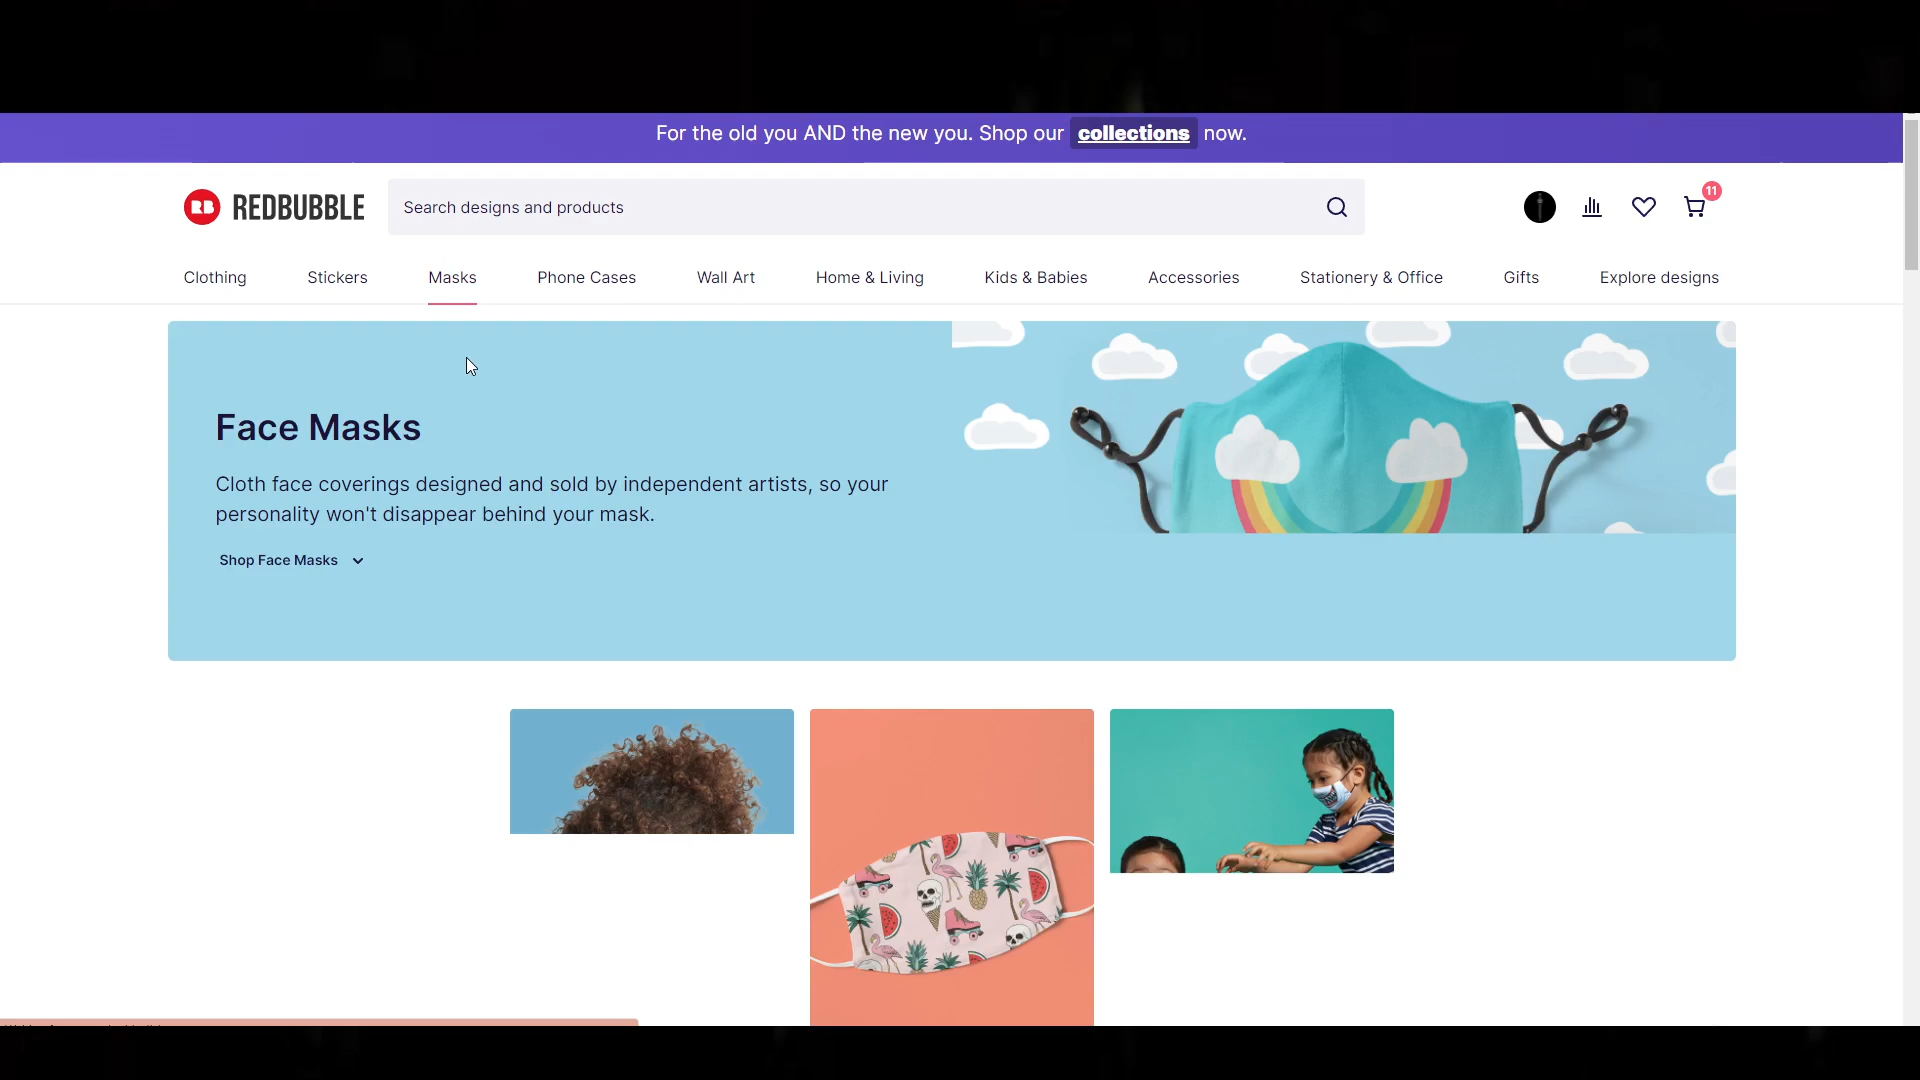 For the old you AND the new you. Shop our collections now.
RB REDBUBBLE
Search designs and products
11
Clothing Stickers Masks Phone Cases Wall Art Home & Living Kids & Babies Accessories Stationery & Office Gifts Explore designs
Face Masks
Cloth face coverings designed and sold by independent artists, so your
personality won't disappear behind your mask.
Shop Face Masks